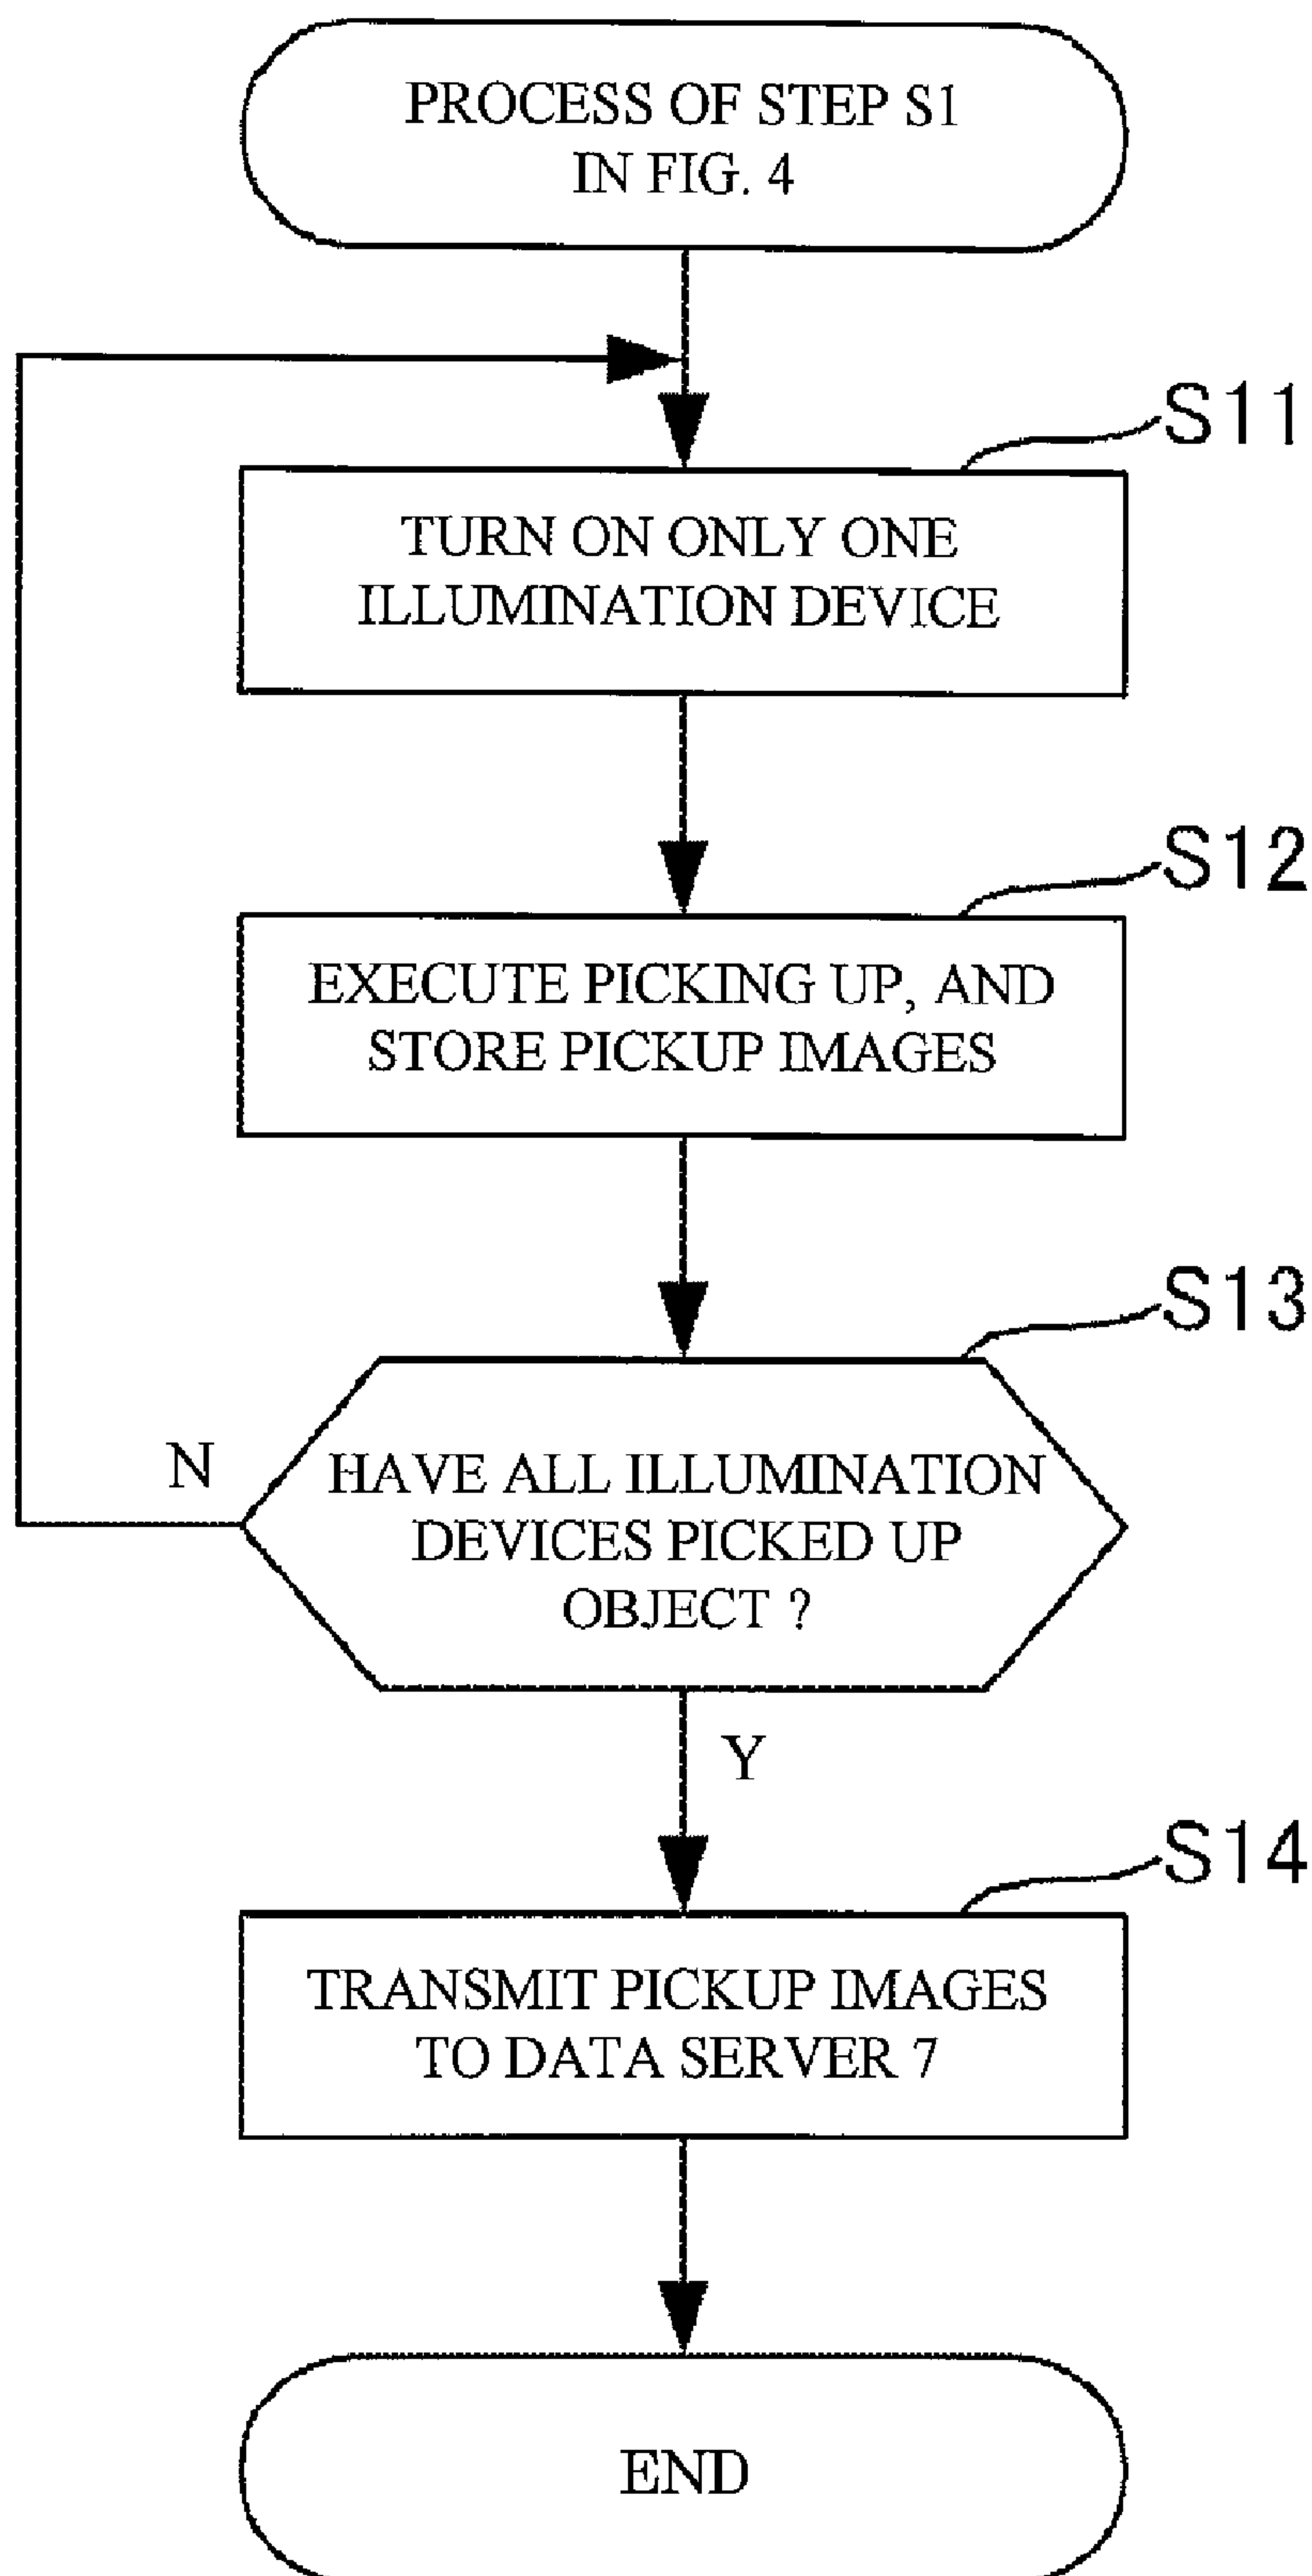 PROCESS OF STEP S1
IN FIG. 4
S11
TURN ON ONLY ONE
ILLUMINATION DEVICE
S12
EXECUTE PICKING UP, AND
STORE PICKUP IMAGES
S13
N
HAVE ALL ILLUMINATION
DEVICES PICKED UP
OBJECT ?
Y
S14
TRANSMIT PICKUP IMAGES
TO DATA SERVER 7
END